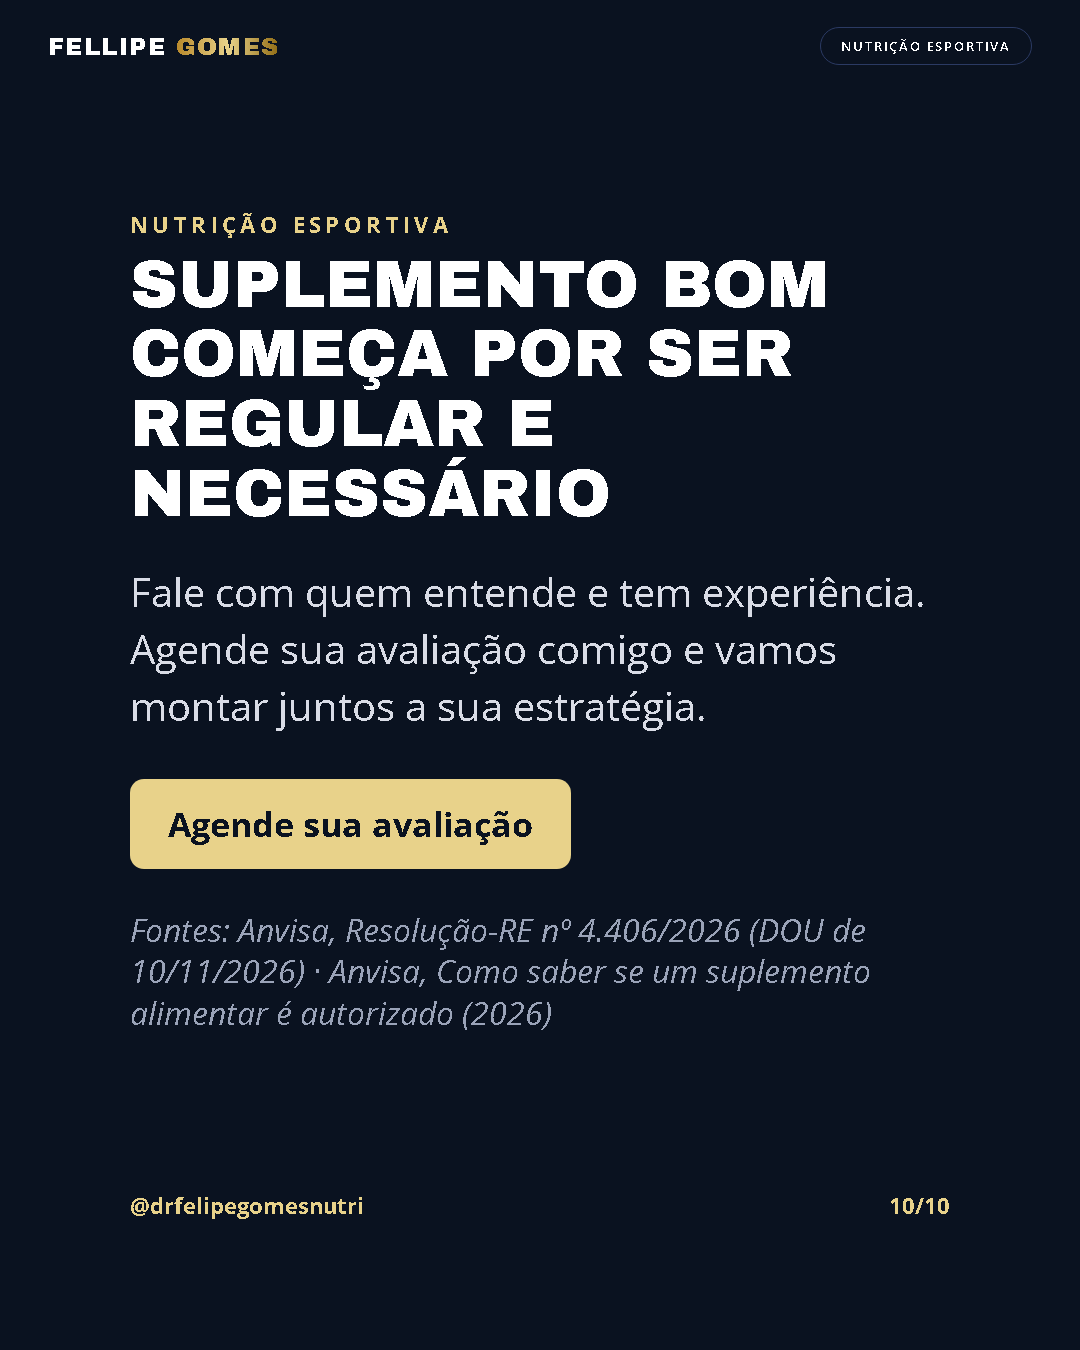 FELLIPE GOMES
NUTRIÇÃO ESPORTIVA
NUTRIÇÃO ESPORTIVA
SUPLEMENTO BOM
COMEÇA POR SER
REGULAR E
NECESSÁRIO
Fale com quem entende e tem experiência.
Agende sua avaliação comigo e vamos
montar juntos a sua estratégia.
Agende sua avaliação
Fontes: Anvisa, Resolução-RE nº 4.406/2026 (DOU de
10/11/2026) · Anvisa, Como saber se um suplemento
alimentar é autorizado (2026)
@drfelipegomesnutri
10/10